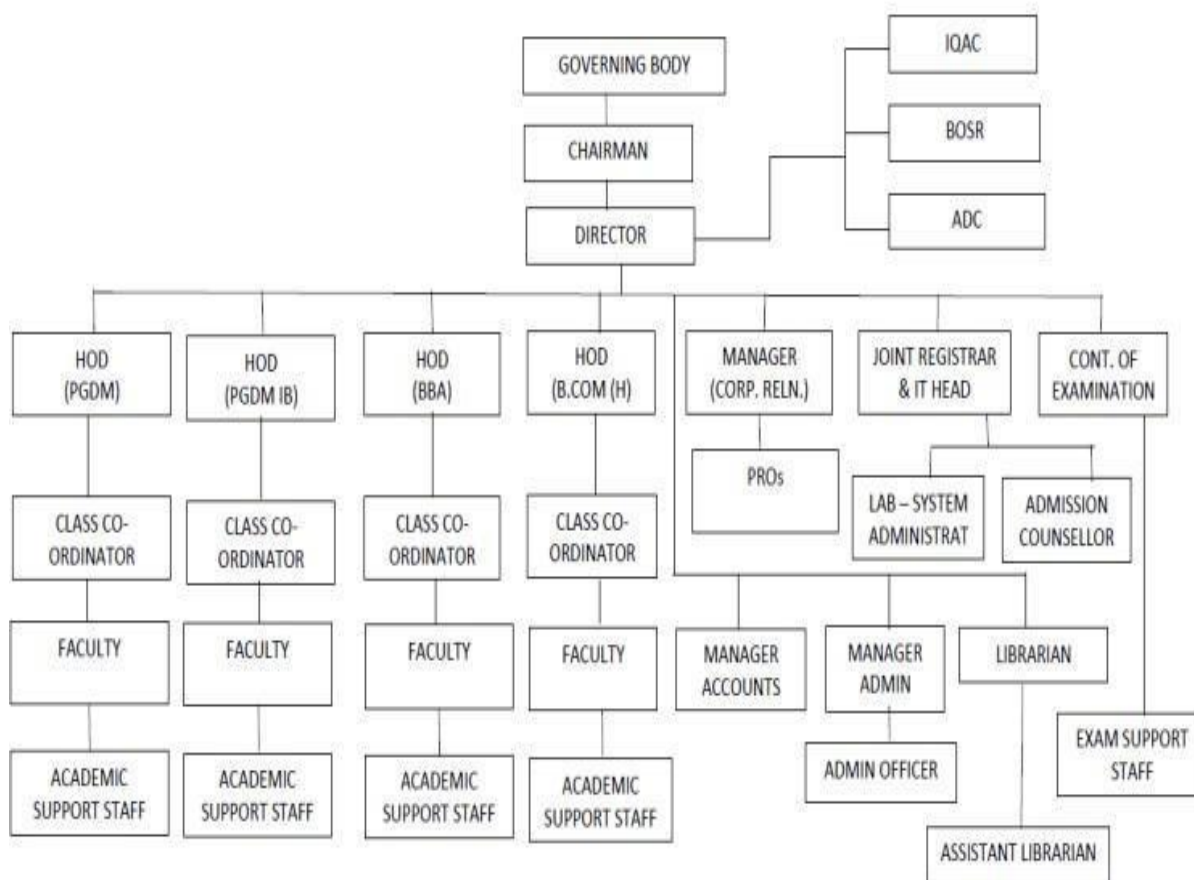 GOVERNING BODY
IQAC
CHAIRMAN
BOSR
DIRECTOR
ADC
HOD
(PGDM)
HOD
(PGDM IB)
HOD
(BBA)
HOD
(B.COM (H)
MANAGER
(CORP. RELN.)
JOINT REGISTRAR
& IT HEAD
CONT. OF
EXAMINATION
PROs
LAB – SYSTEM
ADMINISTRAT
ADMISSION
COUNSELLOR
CLASS CO-
ORDINATOR
CLASS CO-
ORDINATOR
CLASS CO-
ORDINATOR
CLASS CO-
ORDINATOR
FACULTY
FACULTY
FACULTY
FACULTY
MANAGER
ACCOUNTS
MANAGER
ADMIN
LIBRARIAN
ACADEMIC
SUPPORT STAFF
ACADEMIC
SUPPORT STAFF
ACADEMIC
SUPPORT STAFF
ACADEMIC
SUPPORT STAFF
ADMIN OFFICER
EXAM SUPPORT
STAFF
ASSISTANT LIBRARIAN